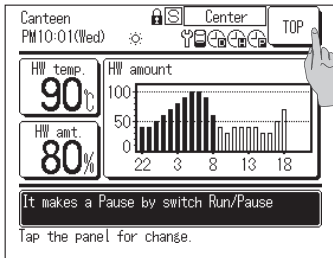 Canteen
S Center
TOP
PM10:01(Wed)
HW temp.
90℃
HW amt.
80%
HW amount
100
50
0
22 3 8 13 18
It makes a Pause by switch Run/Pause
Tap the panel for change.